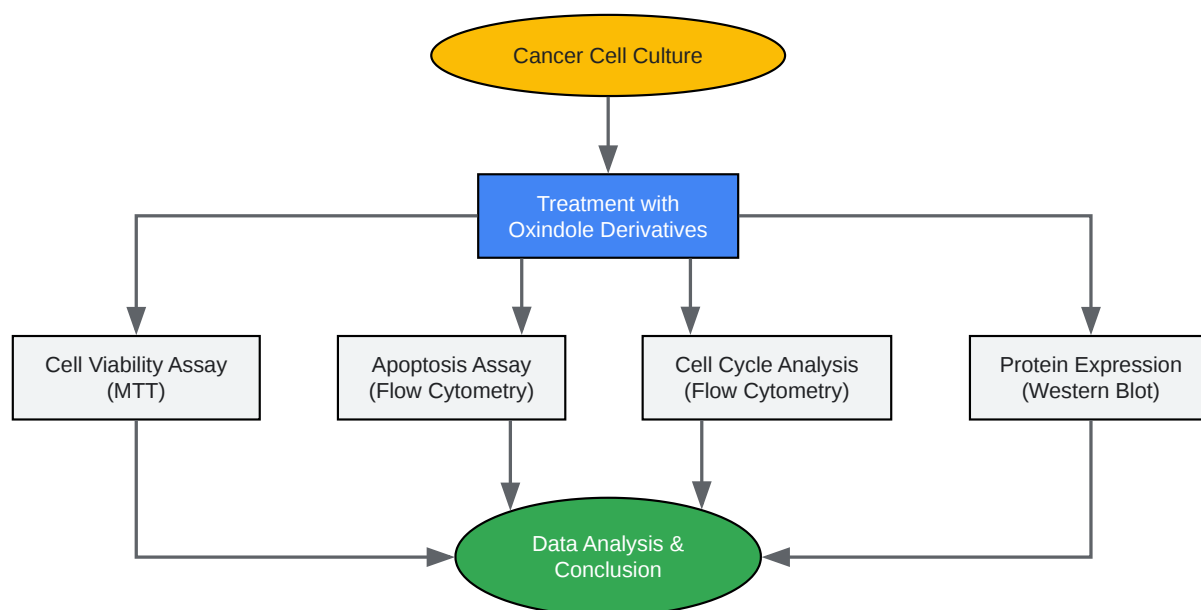 Cancer Cell Culture
Treatment with
Oxindole Derivatives
Cell Viability Assay
(MTT)
Apoptosis Assay
(Flow Cytometry)
Cell Cycle Analysis
(Flow Cytometry)
Protein Expression
(Western Blot)
Data Analysis &
Conclusion